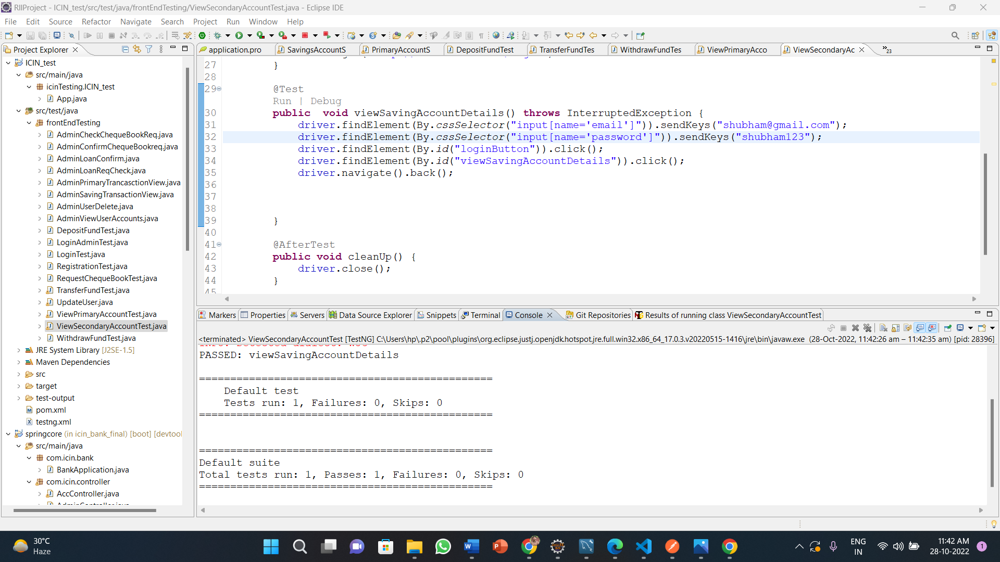 RIIProject - ICIN_test/src/test/java/frontEndTesting/ViewSecondaryAccountTest.java - Eclipse IDE
File Edit Source Refactor Navigate Search Project Run Window Help
Project Explorer
application.pro SavingsAccountS PrimaryAccountS DepositFundTest TransferFundTes WithdrawFundTes ViewPrimaryAcco ViewSecondaryAc »23
ICIN_test
src/main/java
icinTesting.ICIN_test
App.java
src/test/java
frontEndTesting
AdminCheckChequeBookReq.java
AdminConfirmChequeBookreq.java
AdminLoanConfirm.java
AdminLoanReqCheck.java
AdminPrimaryTrancasctionView.java
AdminSavingTransactionView.java
AdminUserDelete.java
AdminViewUserAccounts.java
DepositFundTest.java
LoginAdminTest.java
LoginTest.java
RegistrationTest.java
RequestChequeBookTest.java
TransferFundTest.java
UpdateUser.java
ViewPrimaryAccountTest.java
ViewSecondaryAccountTest.java
WithdrawFundTest.java
JRE System Library [J2SE-1.5]
Maven Dependencies
src
target
test-output
pom.xml
testng.xml
springcore (in icin_bank_final) [boot] [devtool
src/main/java
com.icin.bank
BankApplication.java
com.icin.controller
AccController.java
AdminController.java
27 }
28
29 @Test
Run | Debug
30 public void viewSavingAccountDetails() throws InterruptedException {
31 driver.findElement(By.cssSelector("input[name='email']")).sendKeys("shubham@gmail.com");
32 driver.findElement(By.cssSelector("input[name='password']")).sendKeys("shubham123");
33 driver.findElement(By.id("loginButton")).click();
34 driver.findElement(By.id("viewSavingAccountDetails")).click();
35 driver.navigate().back();
36
37
38
39 }
40
41 @AfterTest
42 public void cleanUp() {
43 driver.close();
44 }
45
Markers Properties Servers Data Source Explorer Snippets Terminal Console Git Repositories Results of running class ViewSecondaryAccountTest
<terminated> ViewSecondaryAccountTest [TestNG] C:\Users\hp\.p2\pool\plugins\org.eclipse.justj.openjdk.hotspot.jre.full.win32.x86_64_17.0.3.v20220515-1416\jre\bin\javaw.exe (28-Oct-2022, 11:42:26 am – 11:42:35 am) [pid: 28396]
PASSED: viewSavingAccountDetails
===============================================
Default test
Tests run: 1, Failures: 0, Skips: 0
===============================================
===============================================
Default suite
Total tests run: 1, Passes: 1, Failures: 0, Skips: 0
===============================================
30°C
Haze
ENG
IN
11:42 AM
28-10-2022
1